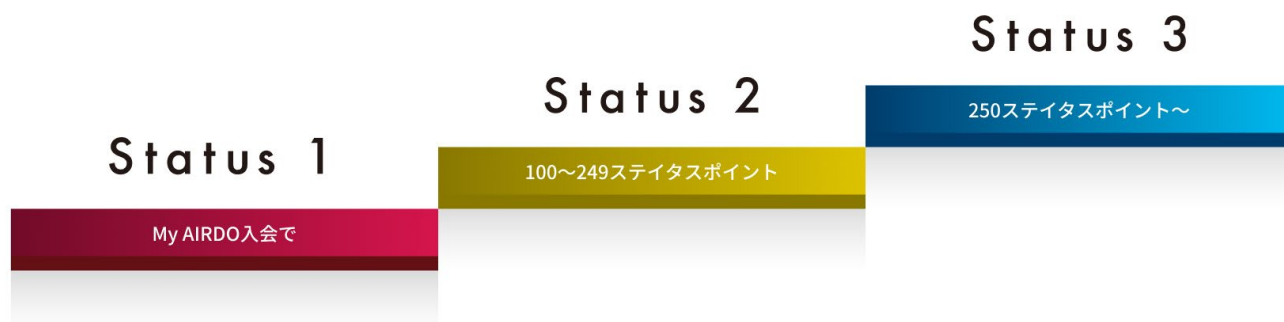 Status 1
My AIRDO入会で
Status 2
100～249ステイタスポイント
Status 3
250ステイタスポイント～